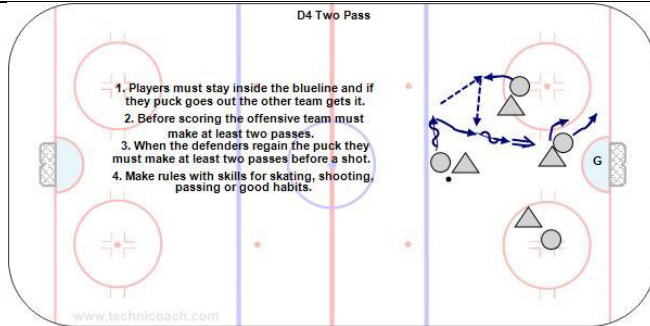 D4 Two Pass
1. Players must stay inside the blueline and if
they puck goes out the other team gets it.
2. Before scoring the offensive team must
make at least two passes.
3. When the defenders regain the puck they
must make at least two passes before a shot.
4. Make rules with skills for skating, shooting,
passing or good habits.
G
www.technicoach.com